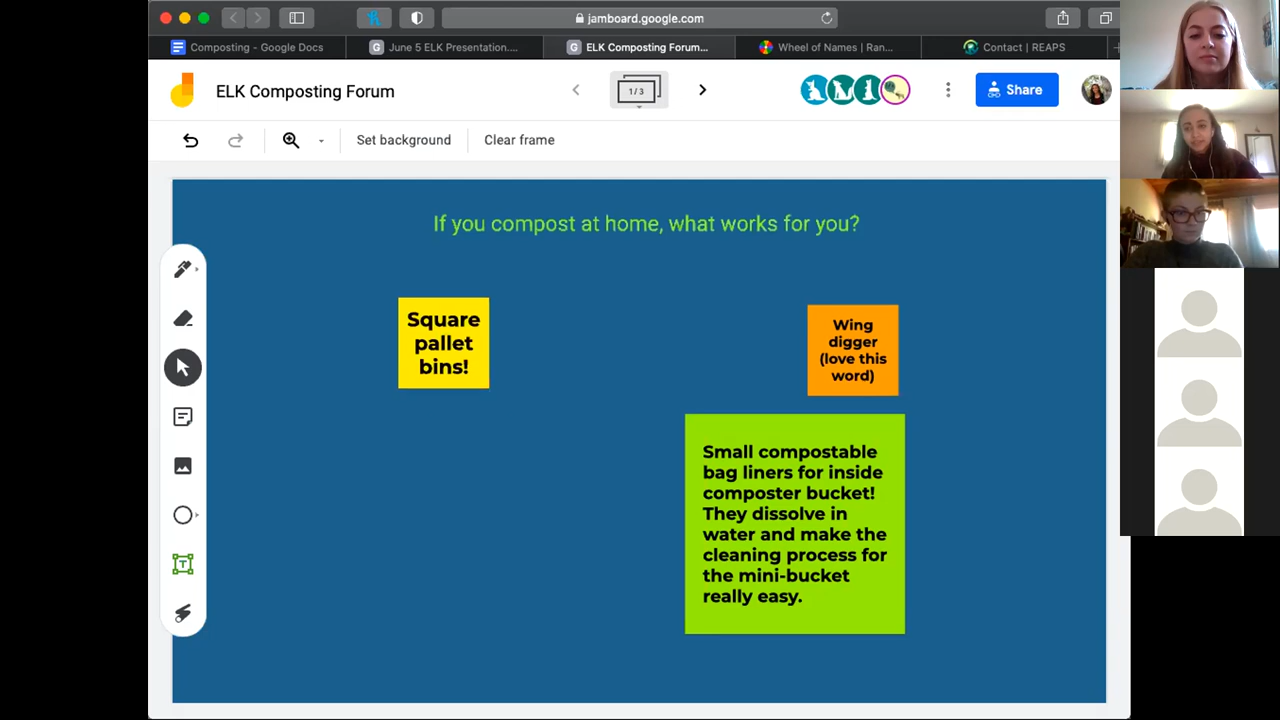 jamboard.google.com
Composting - Google Docs
June 5 ELK Presentation....
ELK Composting Forum...
Wheel of Names | Ran...
Contact | REAPS
ELK Composting Forum
1/3
Share
Set background
Clear frame
If you compost at home, what works for you?
Square
pallet
bins!
Wing
digger
(love this
word)
Small compostable
bag liners for inside
composter bucket!
They dissolve in
water and make the
cleaning process for
the mini-bucket
really easy.